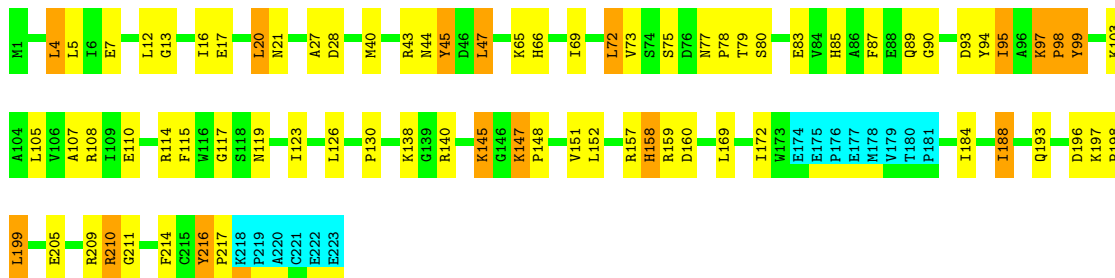 M1 L4 L5 I6 E7 L12 G13 I16 E17 L20 N21 A27 D28 M40 R43 N44 Y45 D46 L47 K65 H66 I69 L72 V73 S74 S75 D76 N77 P78 T79 S80 E83 V84 H85 A86 F87 E88 Q89 G90 D93 Y94 I95 A96 K97 P98 Y99 K103
A104 L105 V106 A107 R108 I109 E110 R114 F115 W116 G117 S118 N119 I123 L126 P130 K138 G139 R140 K145 G146 K147 P148 V151 L152 R157 H158 R159 D160 L169 I172 W173 E174 E175 P176 E177 M178 V179 T180 P181 I184 I188 Q193 D196 K197
L199 E205 R209 R210 G211 F214 C215 Y216 P217 K218 P219 A220 C221 E222 E223